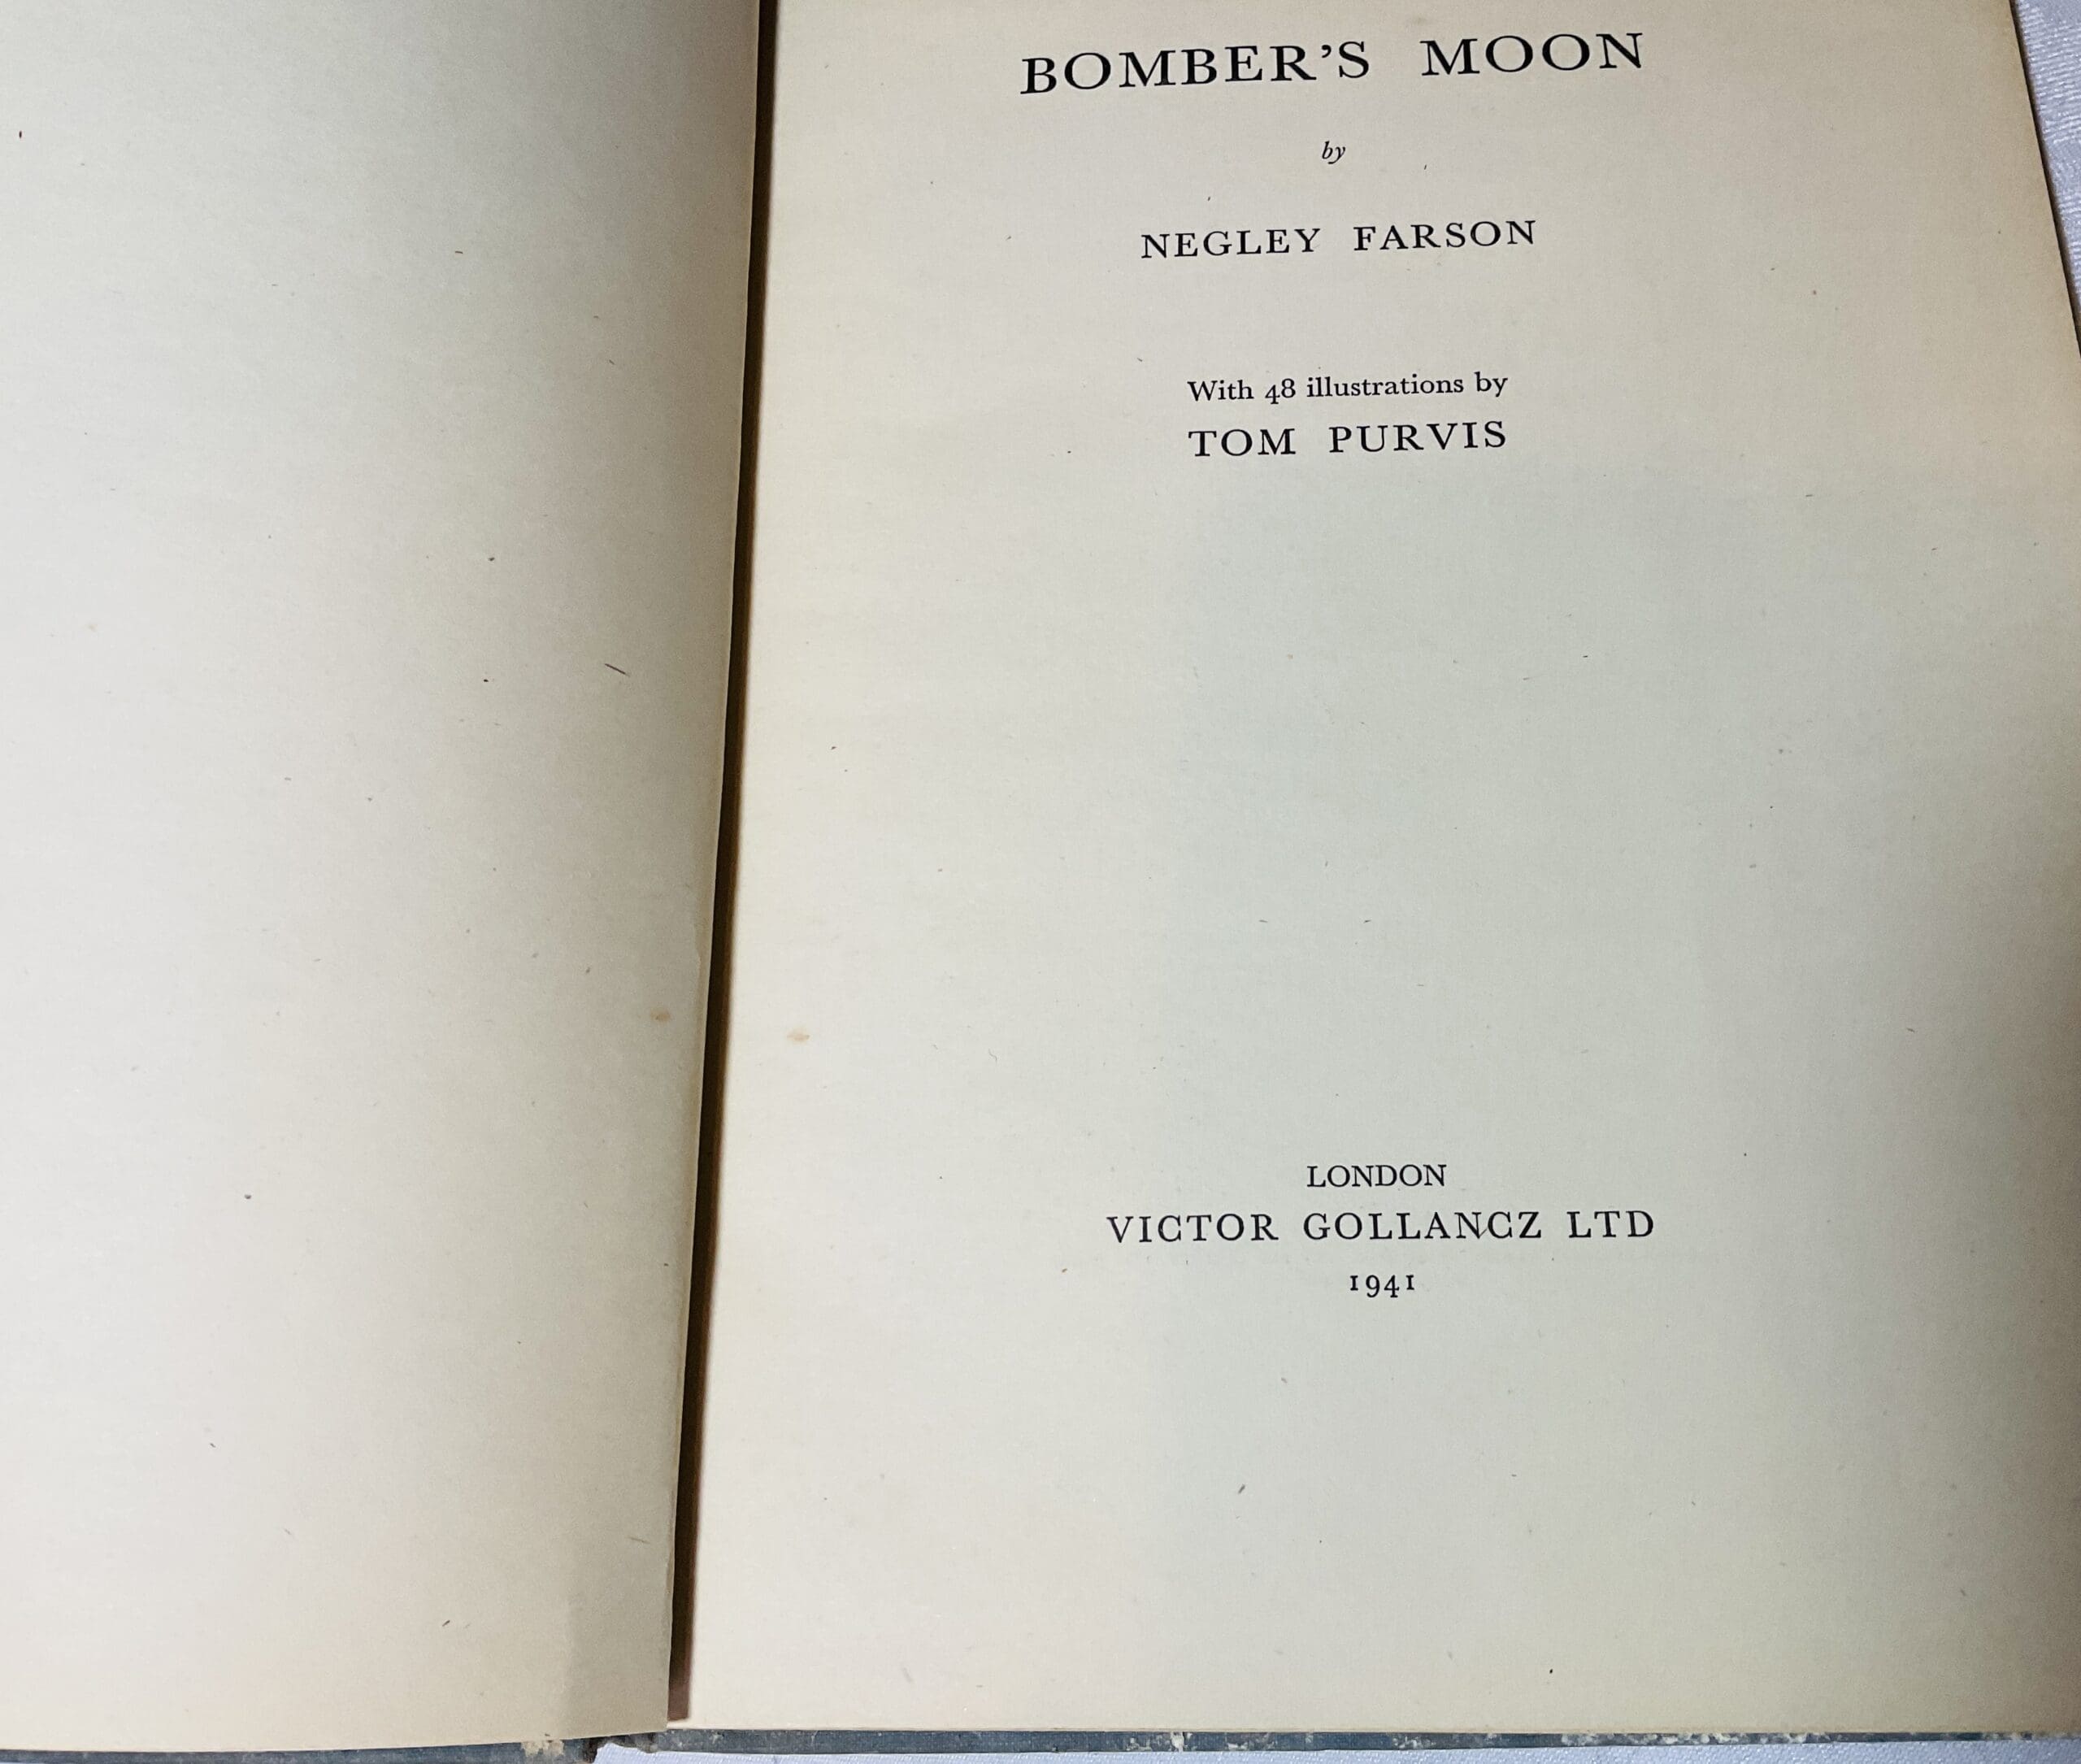 BOMBER'S MOON
by
NEGLEY FARSON
With 48 illustrations by
TOM PURVIS
LONDON
VICTOR GOLLANCZ LTD
1941